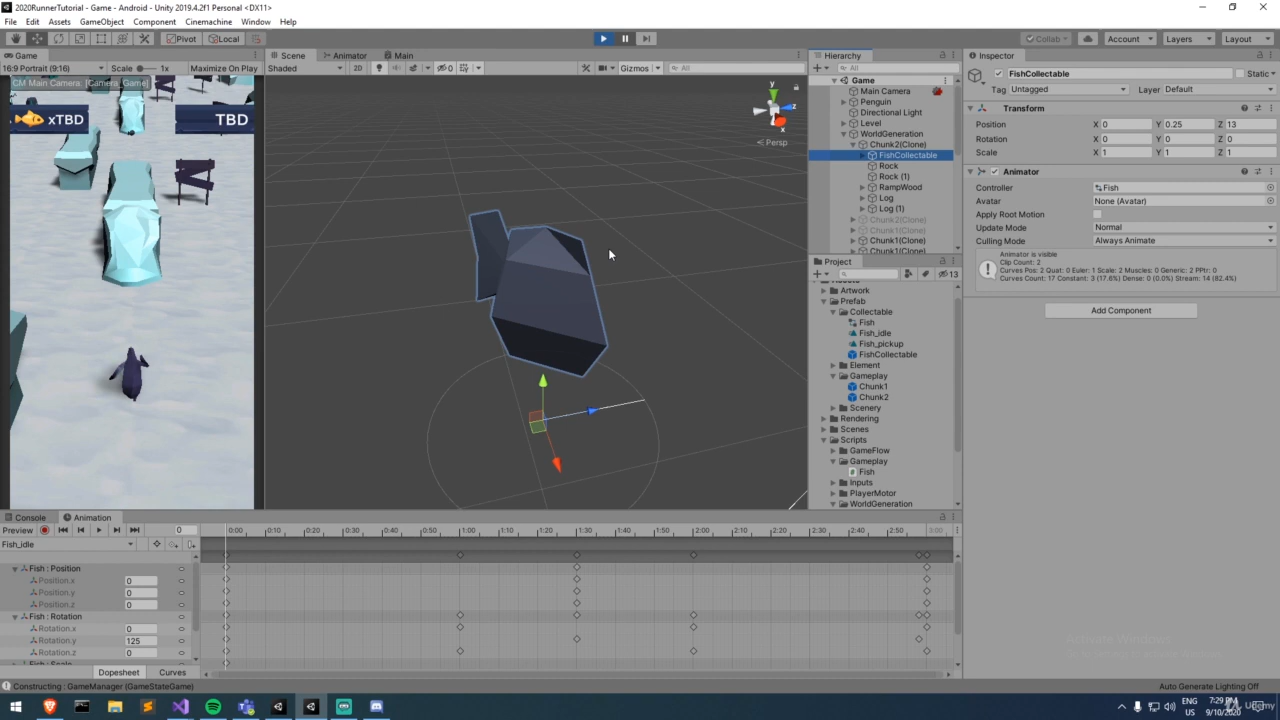 2020RunnerTutorial - Game - Android - Unity 2019.4.2f1 Personal <DX11>
File Edit Assets GameObject Component Cinemachine Window Help
Pivot Local Collab Account Layers Layout
Game Scene Animator Main Hierarchy Inspector
16:9 Portrait (9:16) Scale 1x Maximize On Play Shaded 2D 0 Gizmos All
All
CM Main Camera: [Camera_Game]
xTBD
TBD
y
z
x
Persp
Game
Main Camera
Penguin
Directional Light
Level
WorldGeneration
Chunk2(Clone)
FishCollectable
Rock
Rock (1)
RampWood
Log
Log (1)
Chunk2(Clone)
Chunk1(Clone)
Chunk1(Clone)
Chunk1(Clone)
Project
13
Artwork
Prefab
Collectable
Fish
Fish_idle
Fish_pickup
FishCollectable
Element
Gameplay
Chunk1
Chunk2
Scenery
Rendering
Scenes
Scripts
GameFlow
Gameplay
Fish
Inputs
PlayerMotor
WorldGeneration
FishCollectable Static
Tag Untagged Layer Default
Transform
Position X 0 Y 0.25 Z 13
Rotation X 0 Y 0 Z 0
Scale X 1 Y 1 Z 1
Animator
Controller Fish
Avatar None (Avatar)
Apply Root Motion
Update Mode Normal
Culling Mode Always Animate
Animator is visible
Clip Count: 2
Curves Pos: 2 Quat: 0 Euler: 1 Scale: 2 Muscles: 0 Generic: 2 PPtr: 0
Curves Count: 17 Constant: 3 (17.6%) Dense: 0 (0.0%) Stream: 14 (82.4%)
Add Component
Console Animation
Preview 0 0:00 0:10 0:20 0:30 0:40 0:50 1:00 1:10 1:20 1:30 1:40 1:50 2:00 2:10 2:20 2:30 2:40 2:50 3:00
Fish_idle
Fish : Position
Position.x 0
Position.y 0
Position.z 0
Fish : Rotation
Rotation.x 0
Rotation.y 125
Rotation.z 0
Fish : Scale
Dopesheet Curves
Constructing : GameManager (GameStateGame) Auto Generate Lighting Off
Activate Windows
ENG
US
7:29 PM
9/10/2020
Udemy